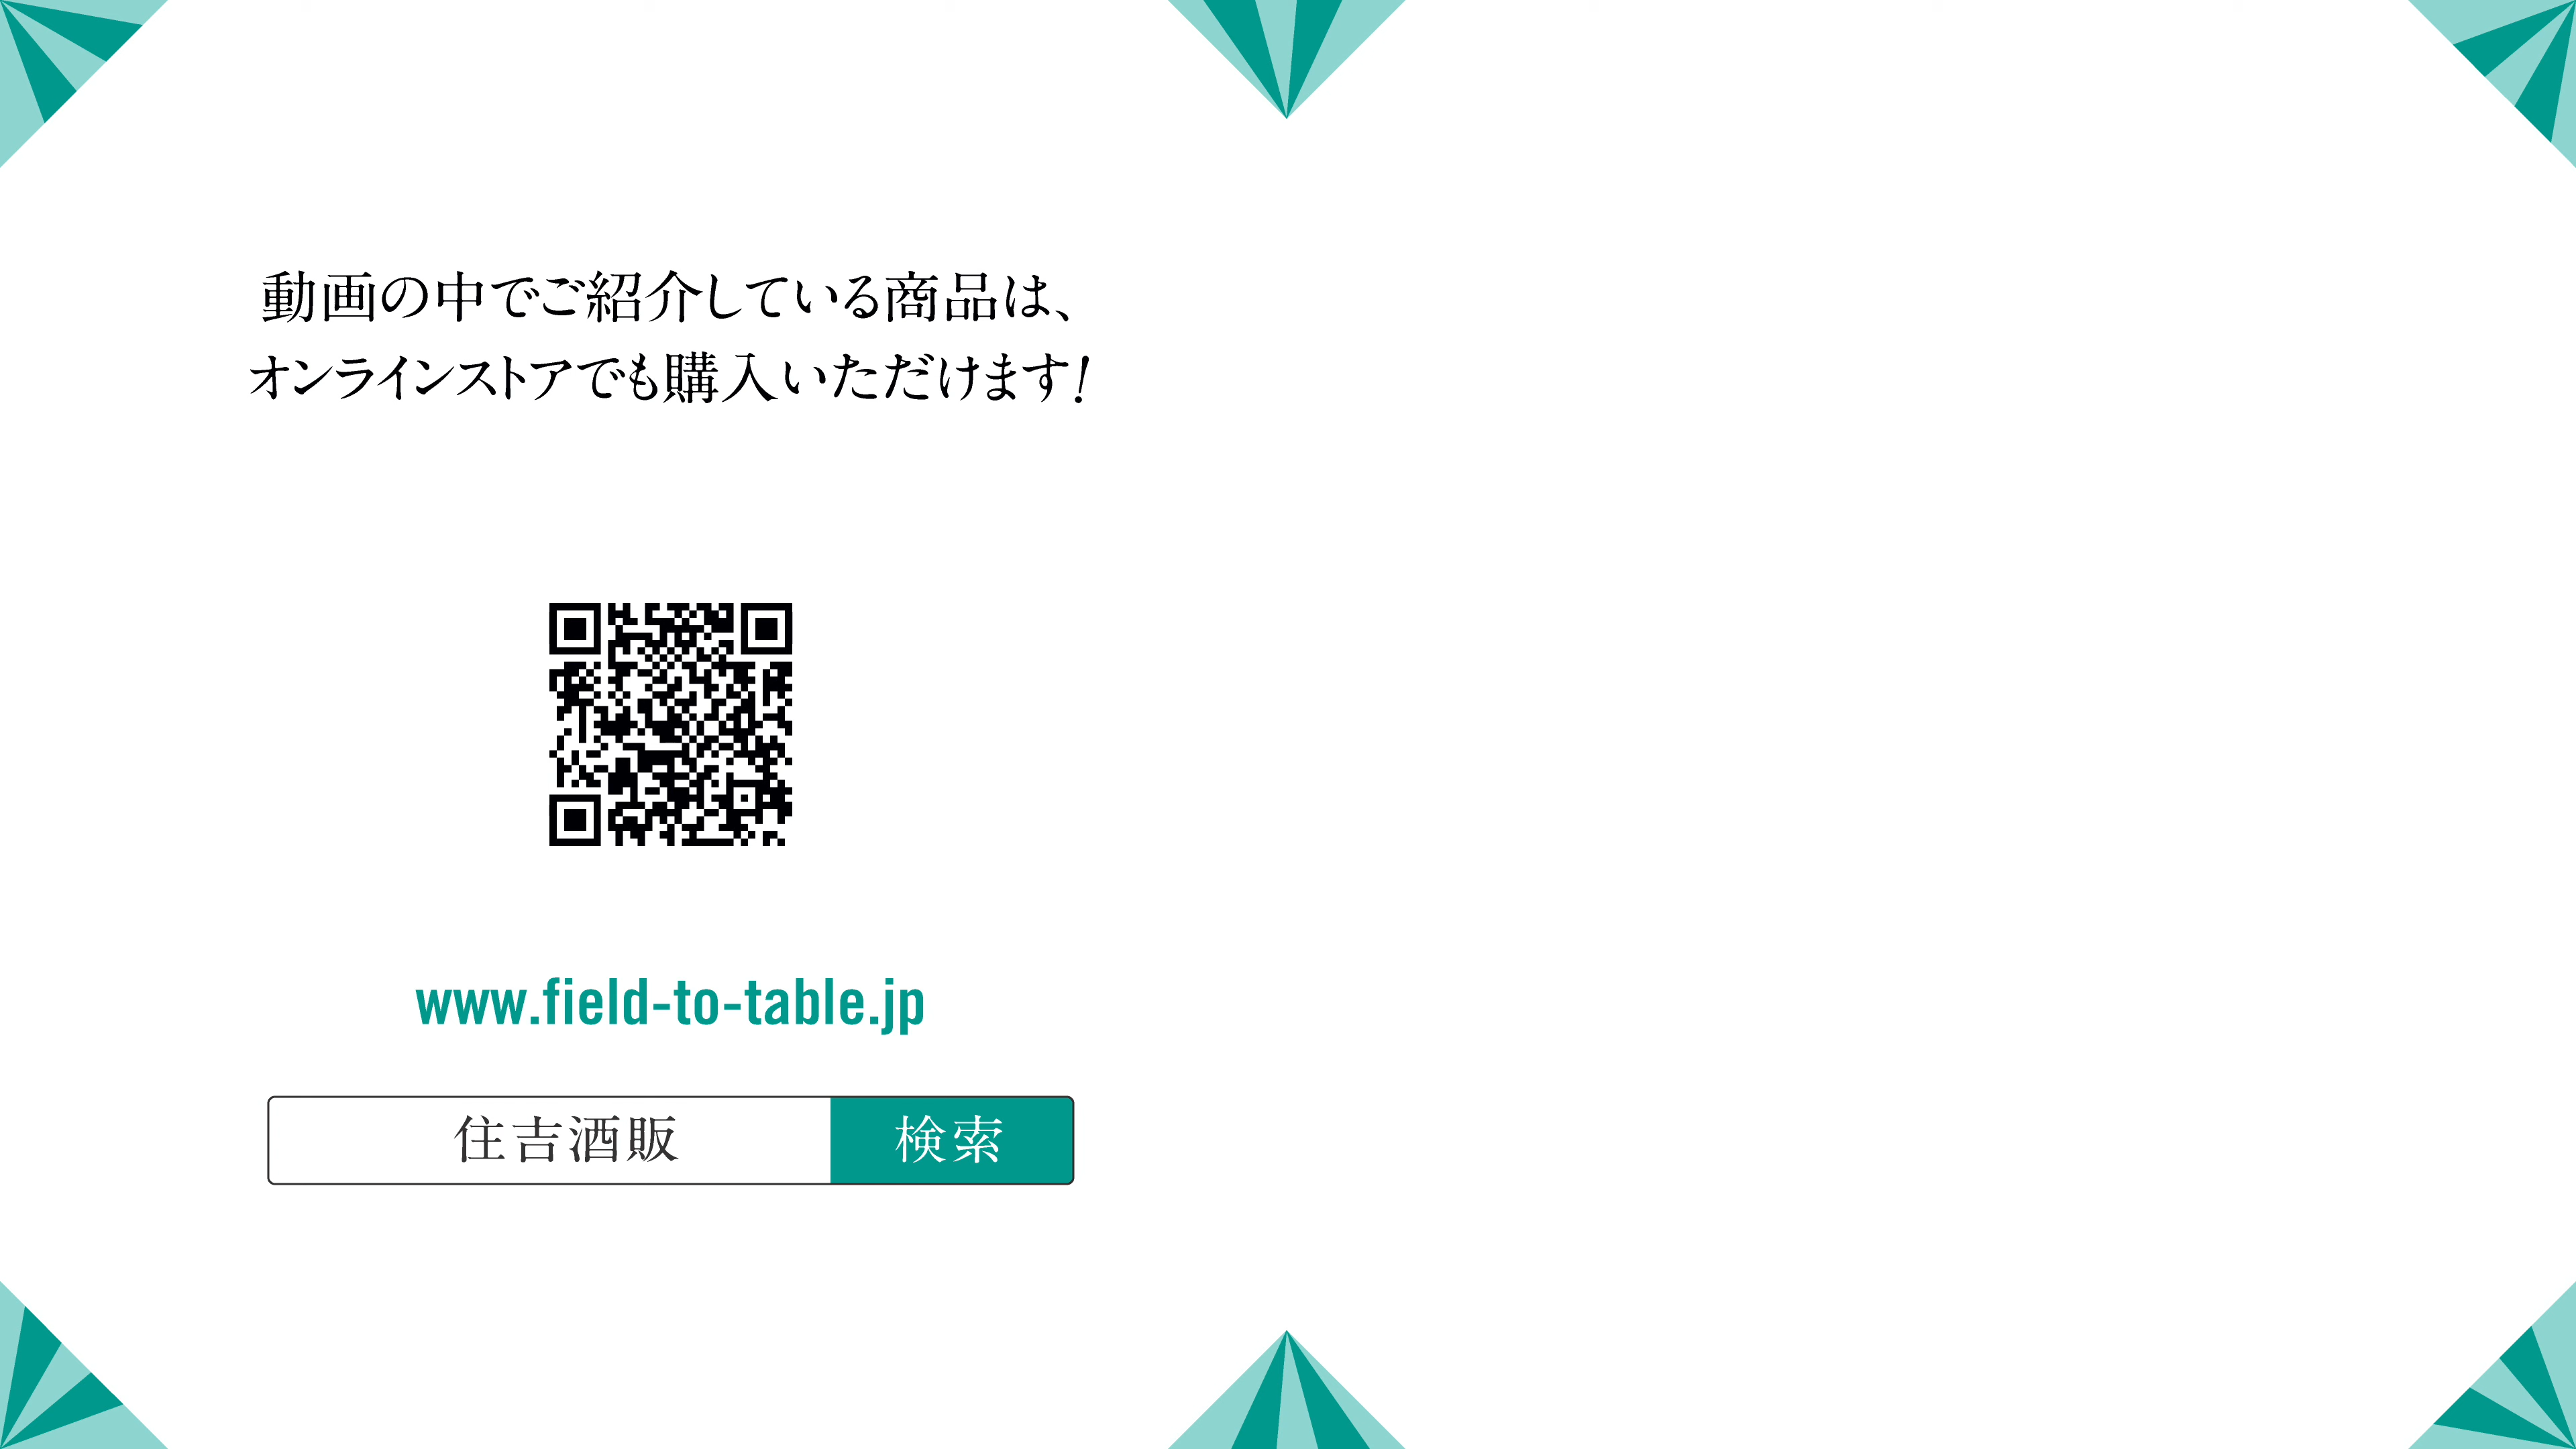 動画の中でご紹介している商品は、
オンラインストアでも購入いただけます!
www.field-to-table.jp
住吉酒販 検索